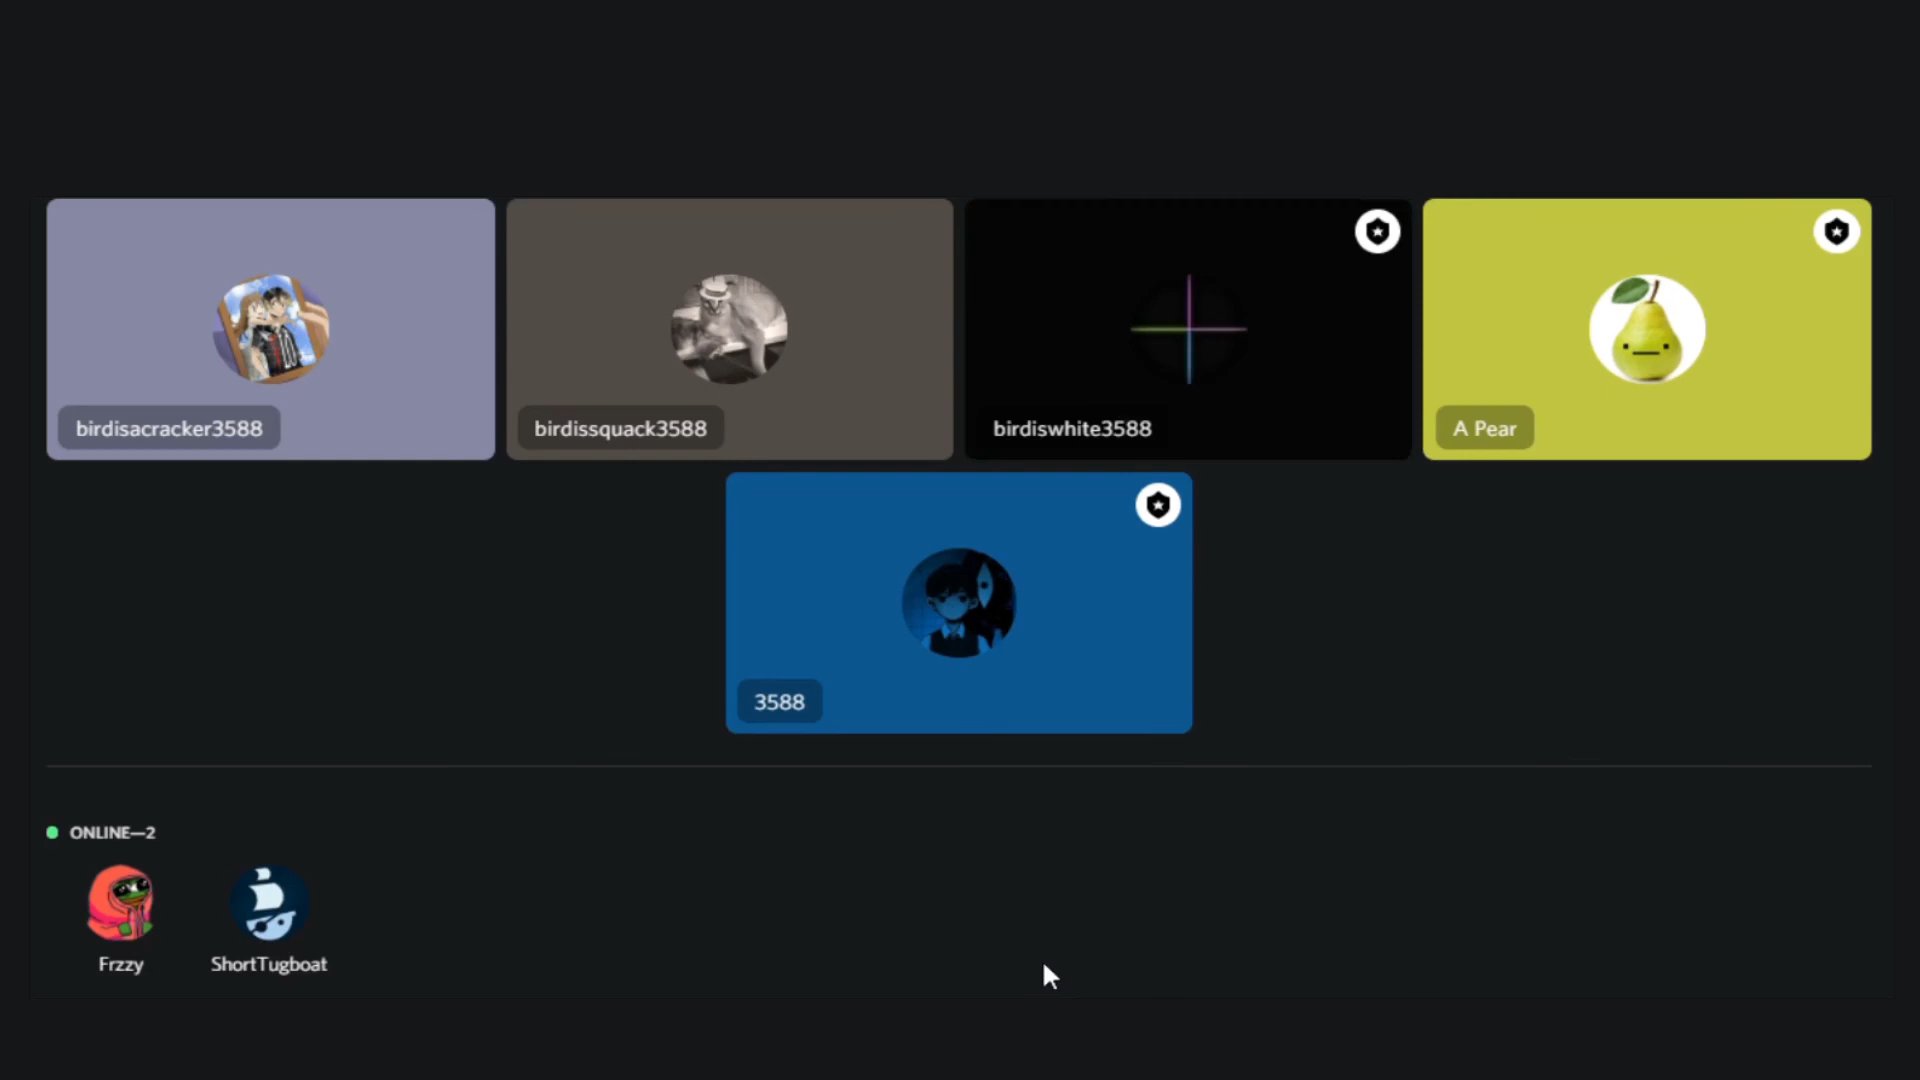 birdisacracker3588
birdissquack3588
birdiswhite3588
A Pear
3588
ONLINE—2
Frzzy
ShortTugboat